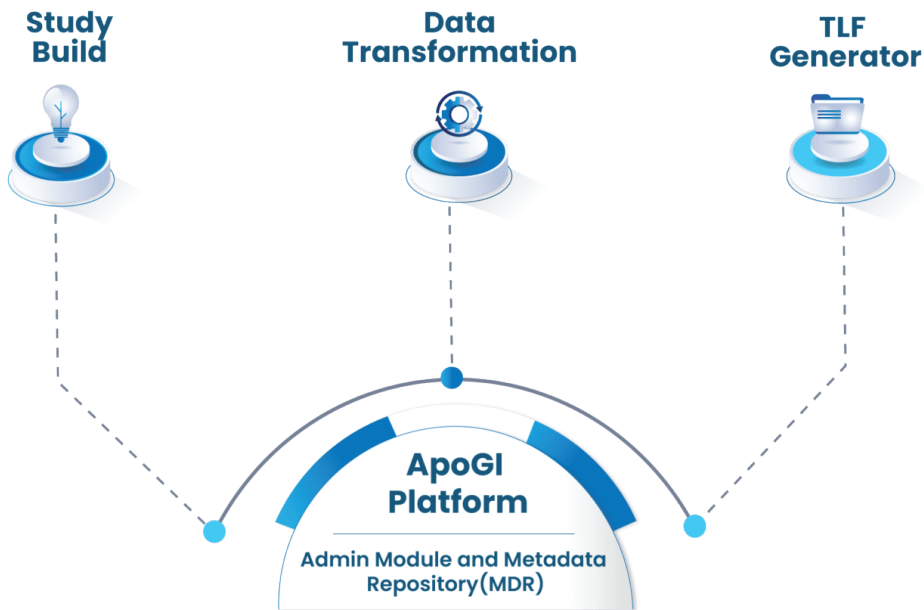 Study
Build
Data
Transformation
TLF
Generator
ApoGI
Platform
Admin Module and Metadata
Repository(MDR)